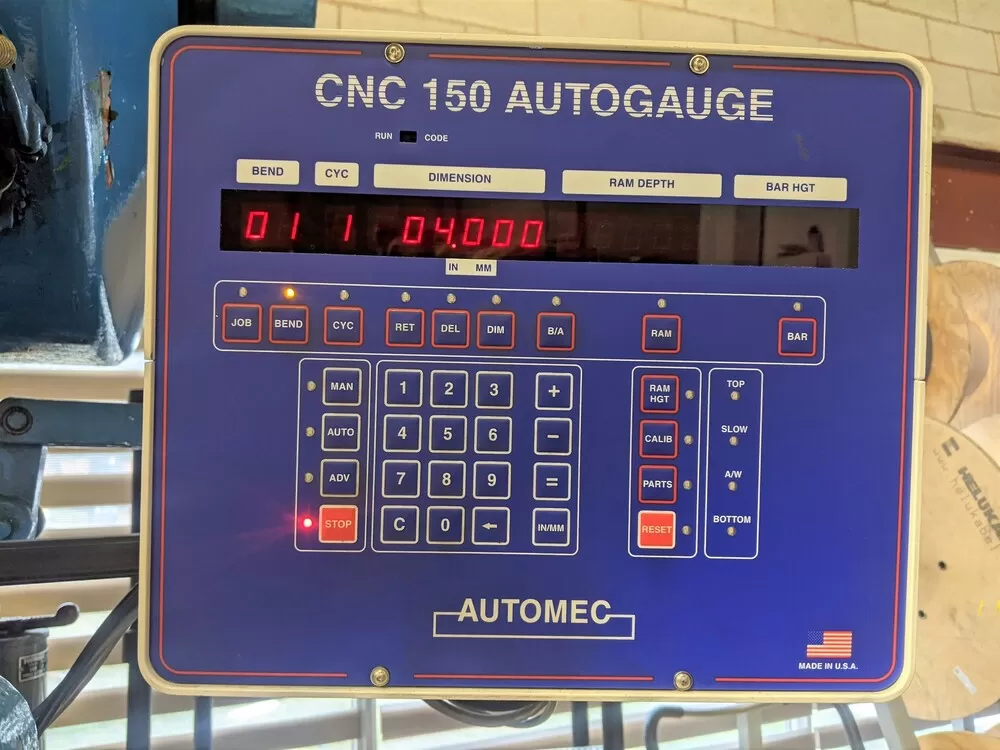 CNC 150 AUTOGAUGE
RUN CODE
BEND CYC DIMENSION RAM DEPTH BAR HGT
01 1 04.000
IN MM
JOB BEND CYC RET DEL DIM B/A RAM BAR
MAN 1 2 3 + RAM HGT TOP
AUTO 4 5 6 - CALIB SLOW
ADV 7 8 9 = PARTS A/W
STOP C 0 ← IN/MM RESET BOTTOM
AUTOMEC
MADE IN U.S.A.
HELUKABEL